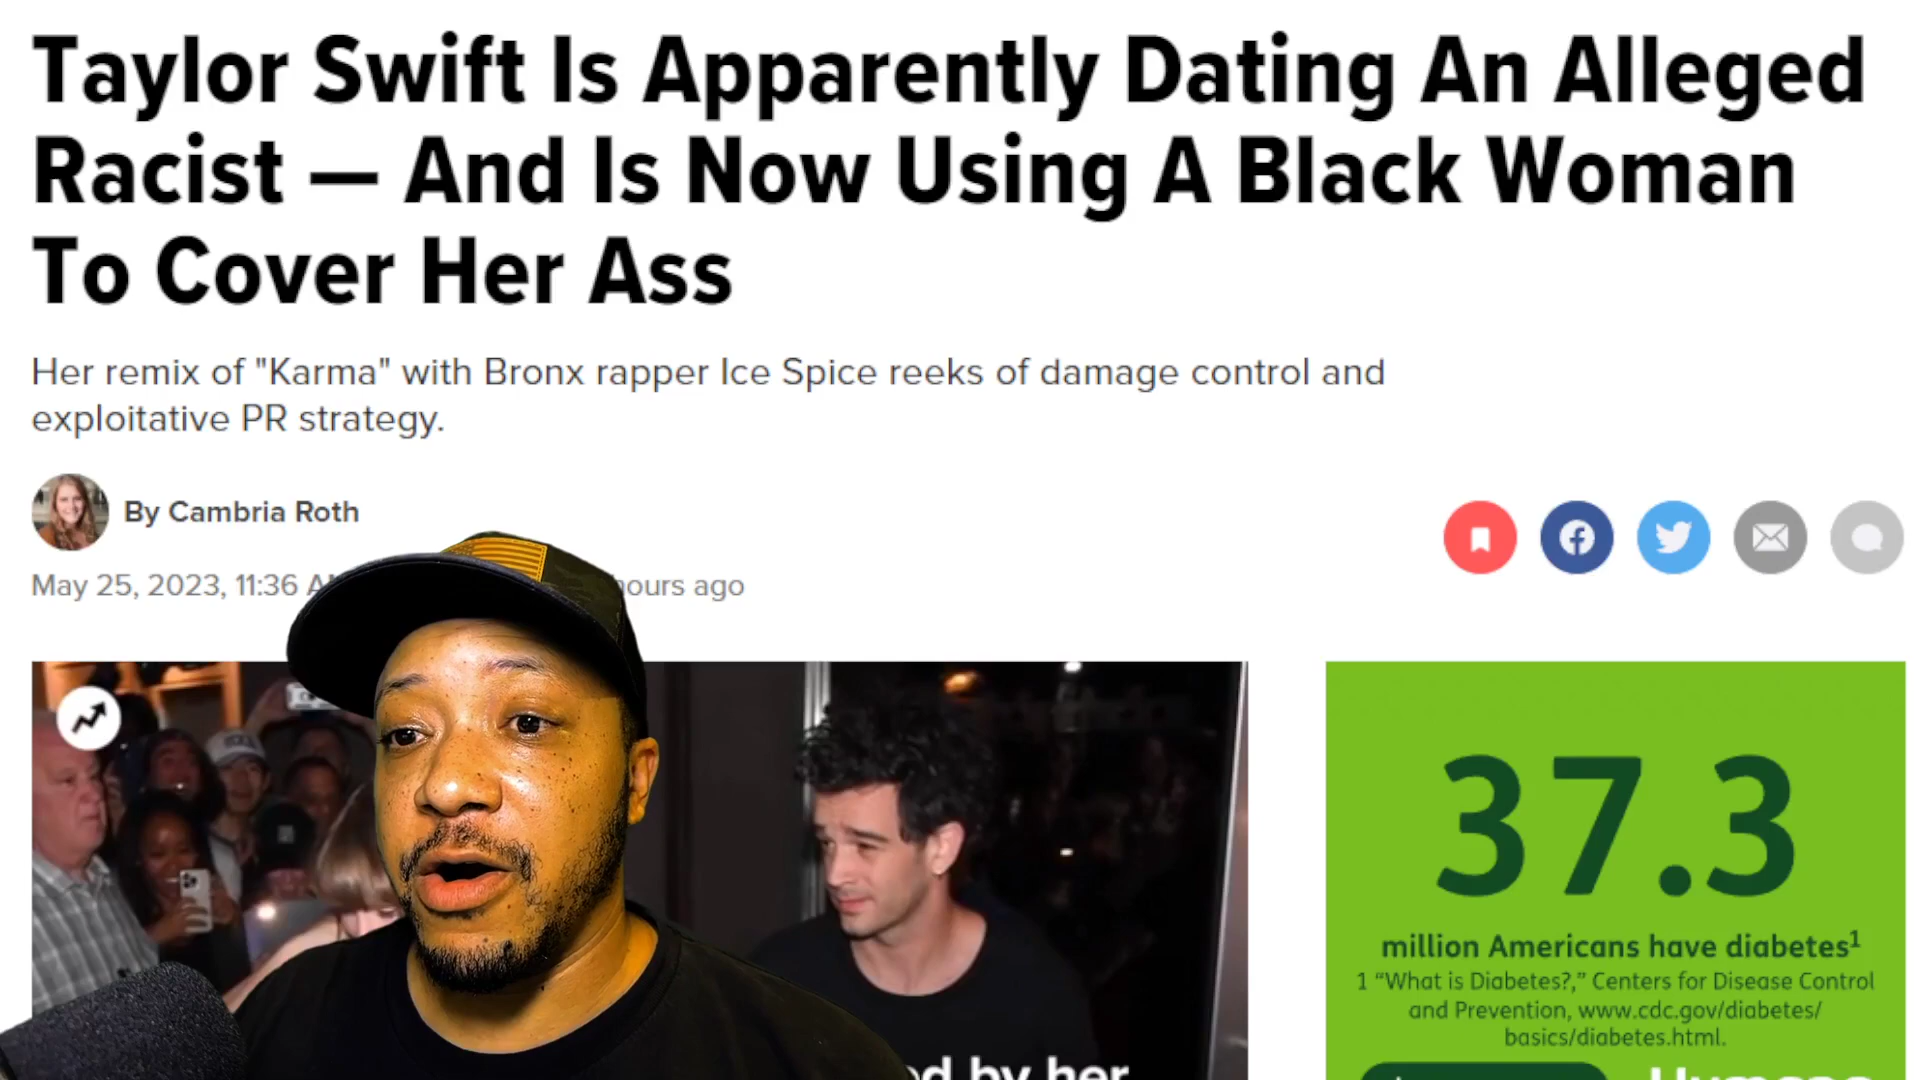 Taylor Swift Is Apparently Dating An Alleged
Racist — And Is Now Using A Black Woman
To Cover Her Ass
Her remix of "Karma" with Bronx rapper Ice Spice reeks of damage control and
exploitative PR strategy.
By Cambria Roth
May 25, 2023, 11:36 hours ago
37.3
million Americans have diabetes¹
1 “What is Diabetes?,” Centers for Disease Control
and Prevention, www.cdc.gov/diabetes/
basics/diabetes.html.
by her